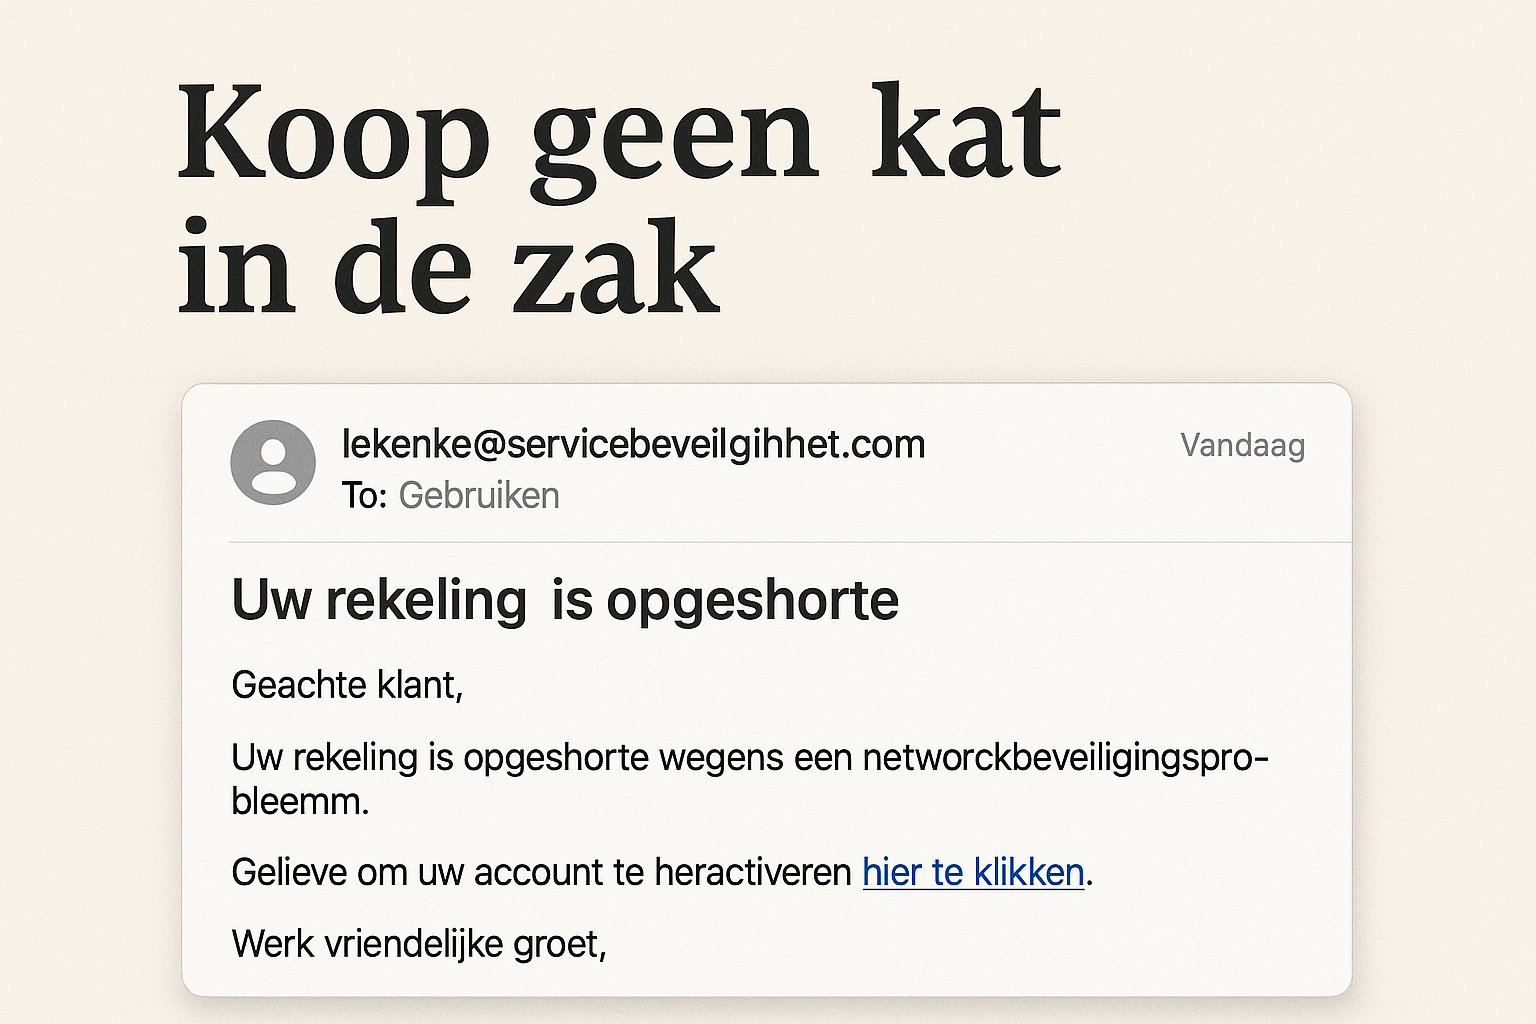 Koop geen kat
in de zak
lekenke@servicebeveilgihhet.com
Vandaag
To: Gebruiken
Uw rekeling is opgeshorte
Geachte klant,
Uw rekeling is opgeshorte wegens een networckbeveiligingspro-
bleemm.
Gelieve om uw account te heractiveren hier te klikken.
Werk vriendelijke groet,